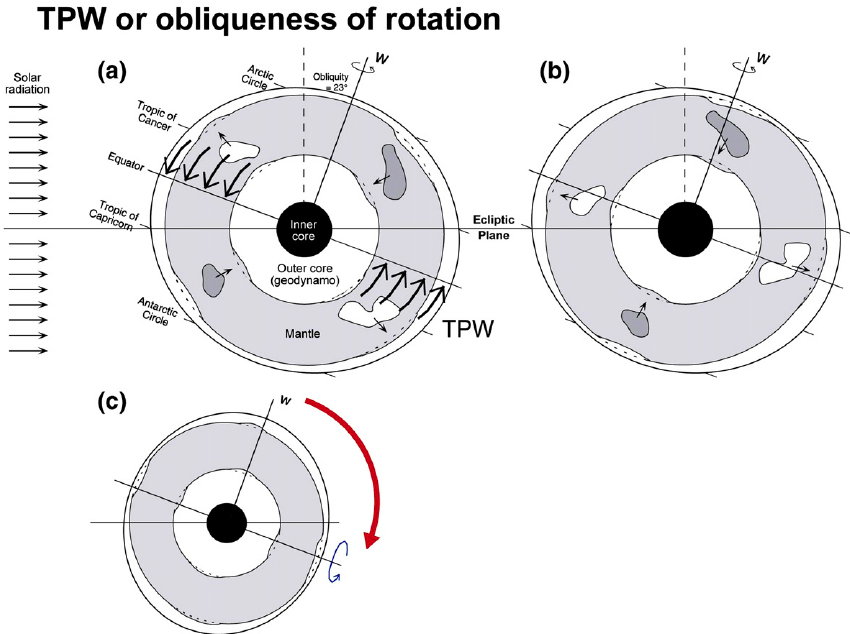 TPW or obliqueness of rotation
Solar
radiation
(a)
Arctic
Circle
Obliquity
= 23°
W
Tropic of
Cancer
Equator
Tropic of
Capricorn
Antarctic
Circle
Inner
core
Outer core
(geodynamo)
Mantle
TPW
Ecliptic
Plane
(b)
W
(c)
W